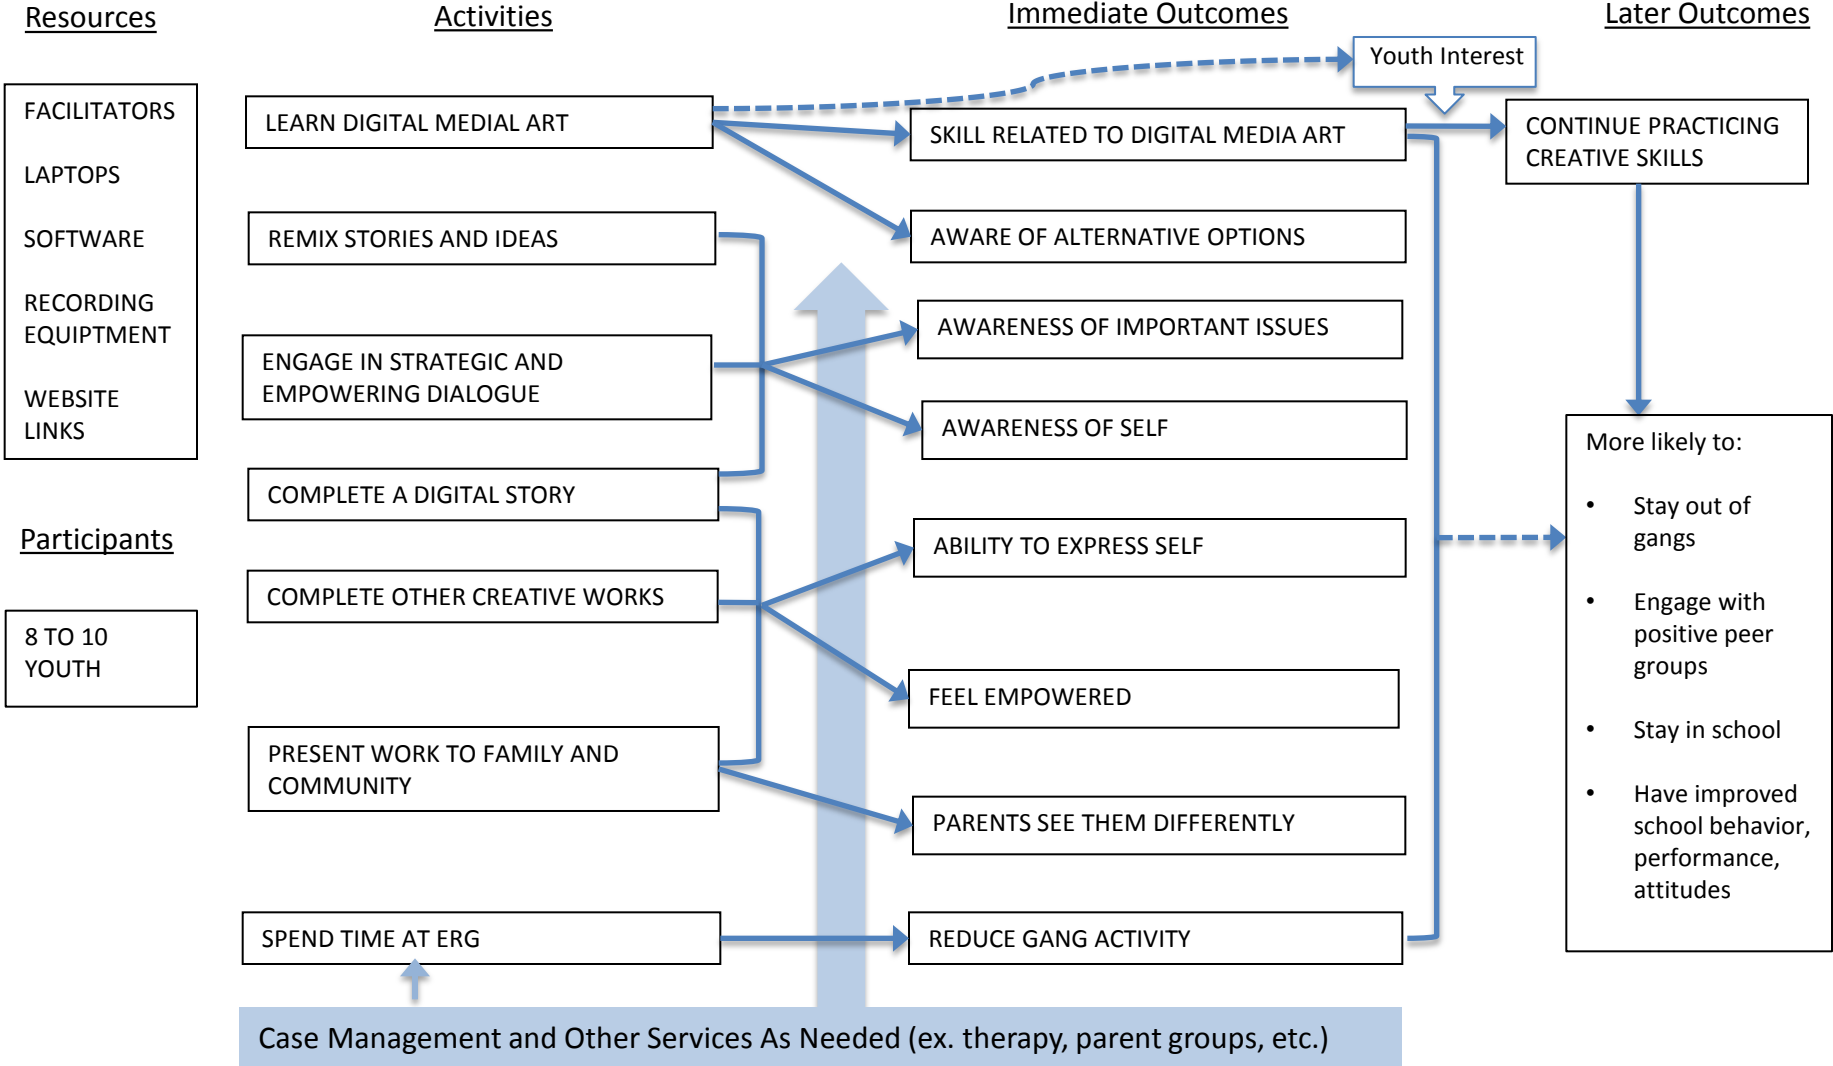 Resources
FACILITATORS
LAPTOPS
SOFTWARE
RECORDING
EQUIPTMENT
WEBSITE
LINKS
Participants
8 TO 10
YOUTH
Activities
LEARN DIGITAL MEDIAL ART
REMIX STORIES AND IDEAS
ENGAGE IN STRATEGIC AND
EMPOWERING DIALOGUE
COMPLETE A DIGITAL STORY
COMPLETE OTHER CREATIVE WORKS
PRESENT WORK TO FAMILY AND
COMMUNITY
SPEND TIME AT ERG
Immediate Outcomes
SKILL RELATED TO DIGITAL MEDIA ART
AWARE OF ALTERNATIVE OPTIONS
AWARENESS OF IMPORTANT ISSUES
AWARENESS OF SELF
ABILITY TO EXPRESS SELF
FEEL EMPOWERED
PARENTS SEE THEM DIFFERENTLY
REDUCE GANG ACTIVITY
Youth Interest
Later Outcomes
CONTINUE PRACTICING
CREATIVE SKILLS
More likely to:
• Stay out of
gangs
• Engage with
positive peer
groups
• Stay in school
• Have improved
school behavior,
performance,
attitudes
Case Management and Other Services As Needed (ex. therapy, parent groups, etc.)